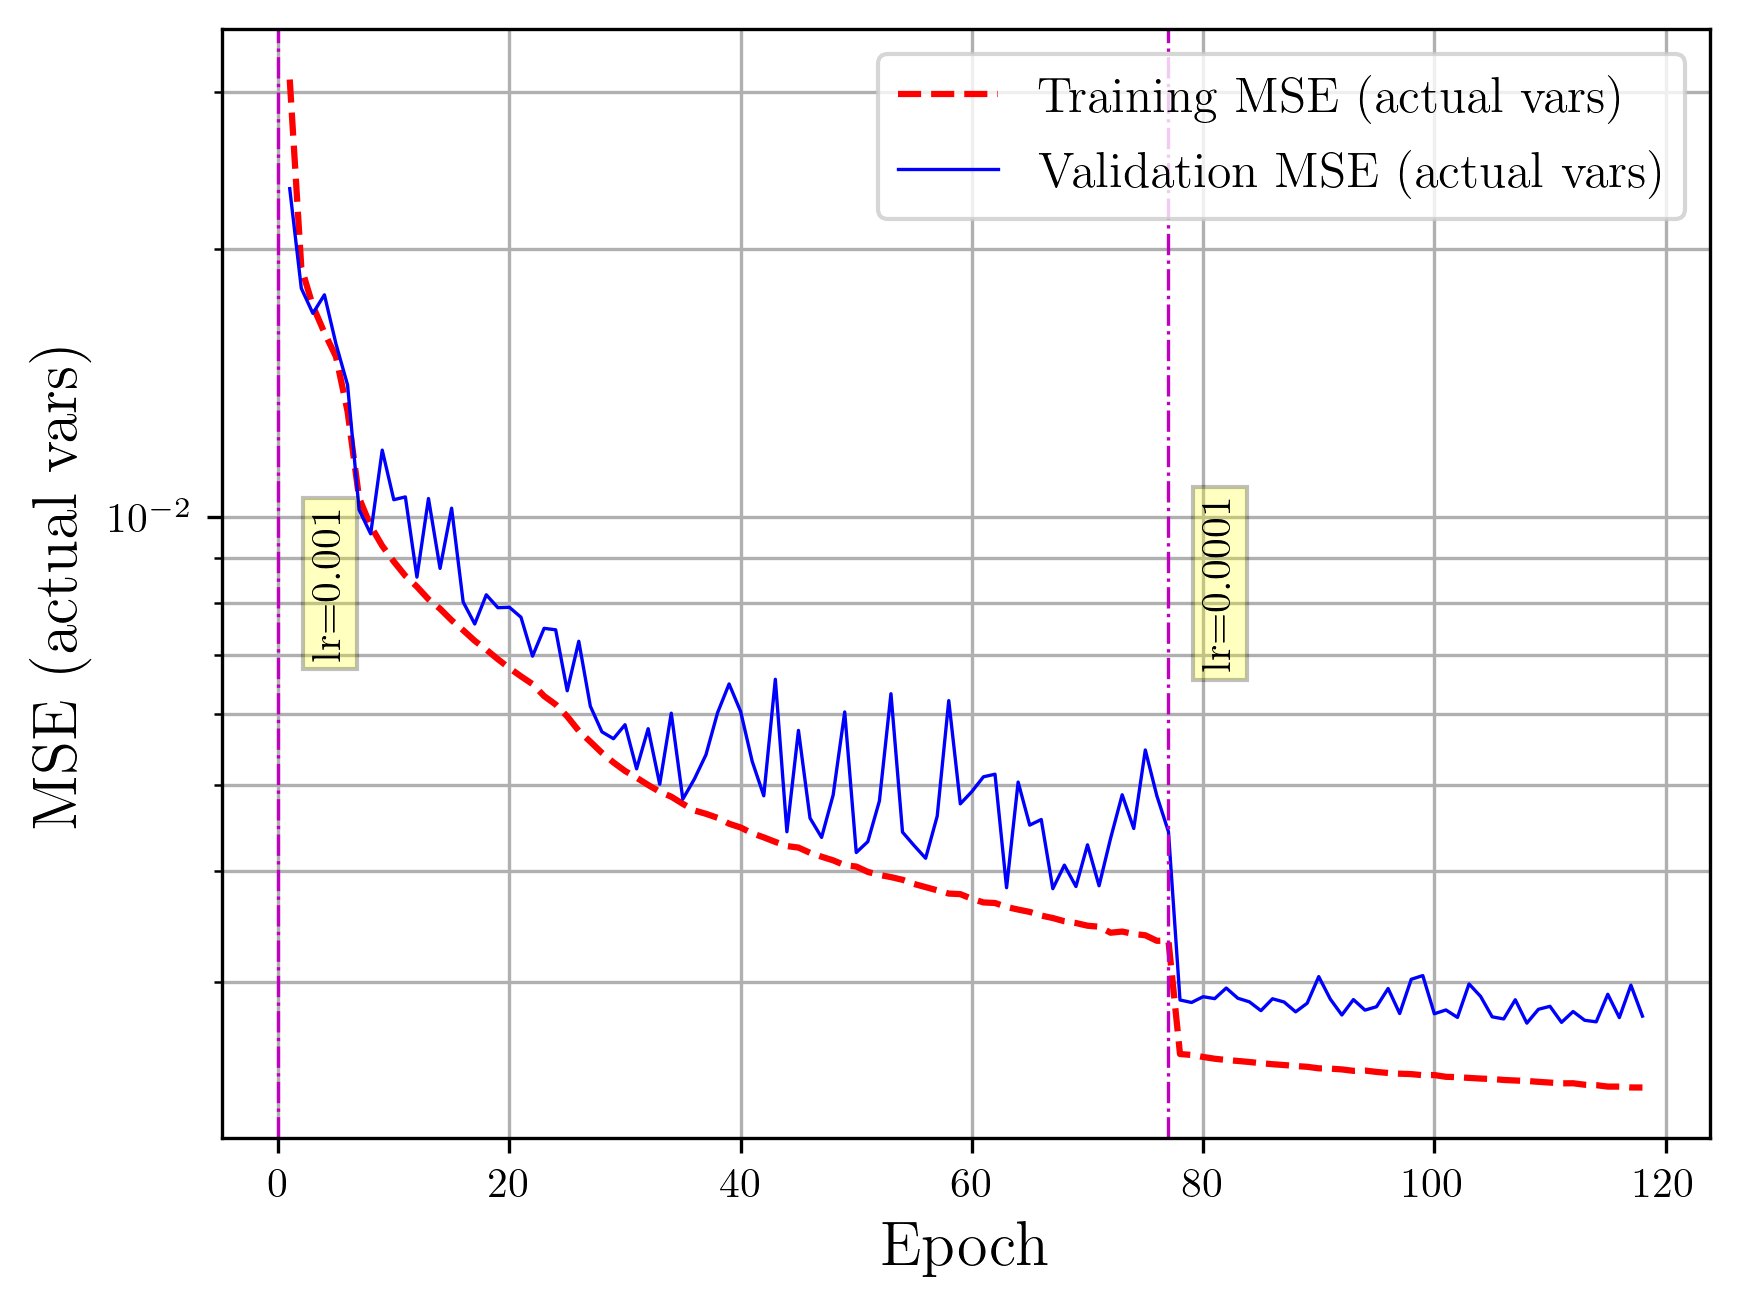 Training MSE (actual vars)
Validation MSE (actual vars)
MSE (actual vars)
10⁻²
lr=0.001
lr=0.0001
0 20 40 60 80 100 120
Epoch